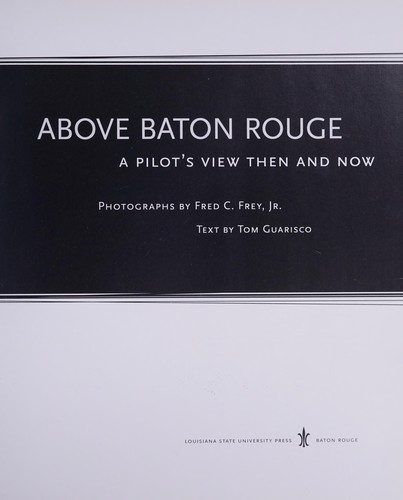 ABOVE BATON ROUGE
A PILOT'S VIEW THEN AND NOW
PHOTOGRAPHS BY FRED C. FREY, JR.
TEXT BY TOM GUARISCO
LOUISIANA STATE UNIVERSITY PRESS BATON ROUGE